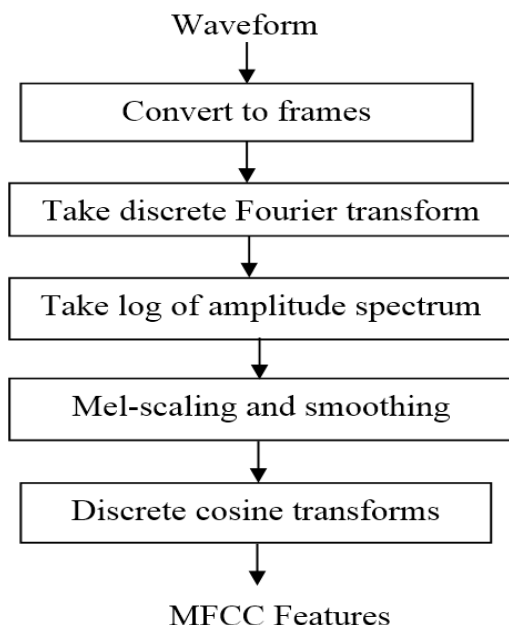 Waveform
Convert to frames
Take discrete Fourier transform
Take log of amplitude spectrum
Mel-scaling and smoothing
Discrete cosine transforms
MFCC Features